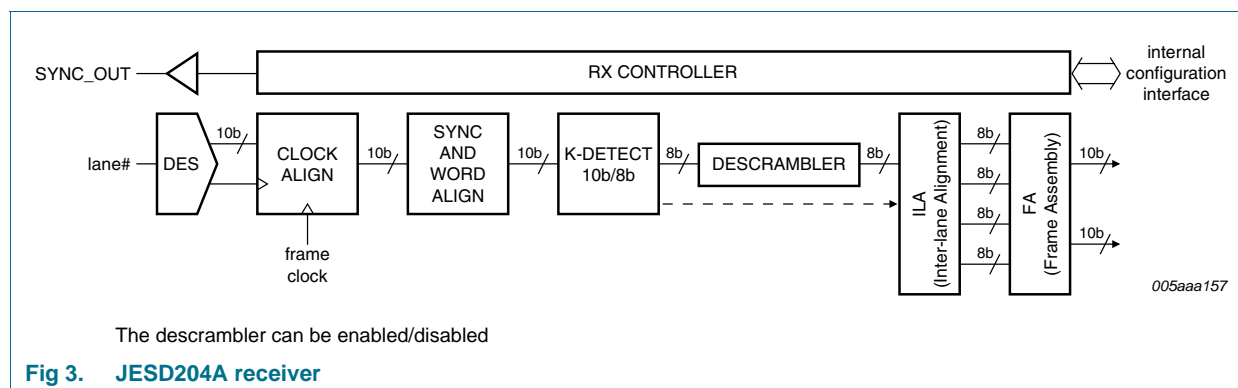 SYNC_OUT
RX CONTROLLER
internal
configuration
interface
lane#
DES
10b
CLOCK
ALIGN
frame
clock
10b
SYNC
AND
WORD
ALIGN
10b
K-DETECT
10b/8b
8b
DESCRAMBLER
8b
ILA
(Inter-lane Alignment)
8b
8b
8b
8b
FA
(Frame Assembly)
10b
10b
005aaa157
The descrambler can be enabled/disabled
Fig 3. JESD204A receiver